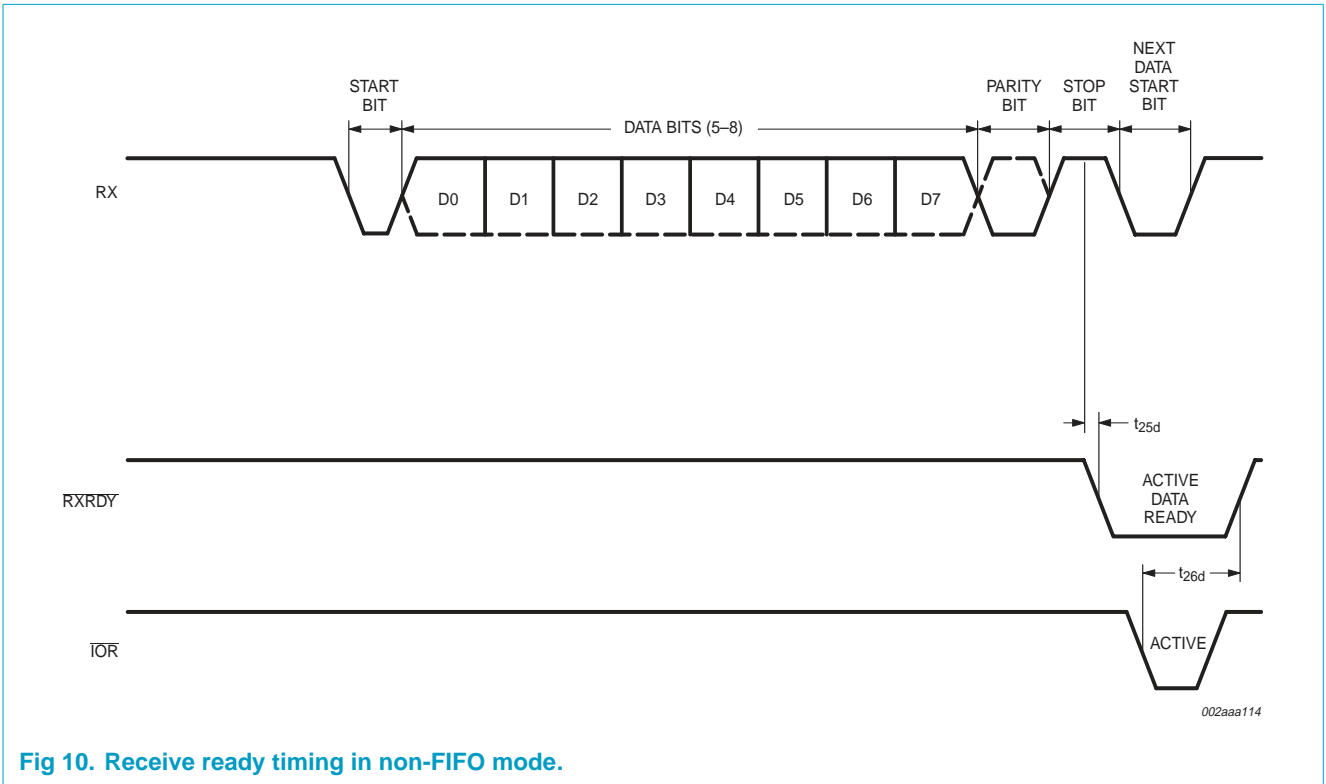 START
BIT
DATA BITS (5–8)
PARITY
BIT
STOP
BIT
NEXT
DATA
START
BIT
RX
D0
D1
D2
D3
D4
D5
D6
D7
t25d
RXRDY
ACTIVE
DATA
READY
t26d
IOR
ACTIVE
002aaa114
Fig 10. Receive ready timing in non-FIFO mode.